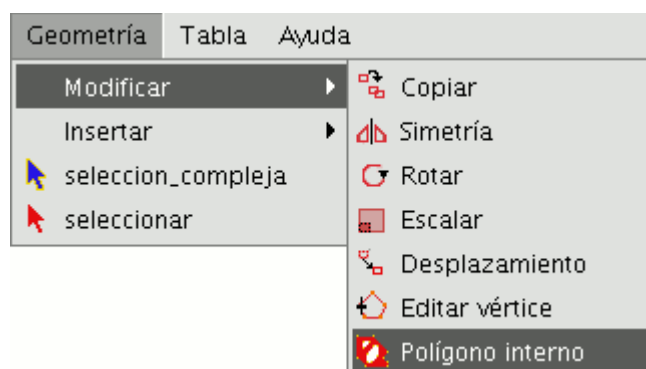 Geometría Tabla Ayuda
Modificar
Insertar
seleccion_compleja
seleccionar
Copiar
Simetría
Rotar
Escalar
Desplazamiento
Editar vértice
Polígono interno